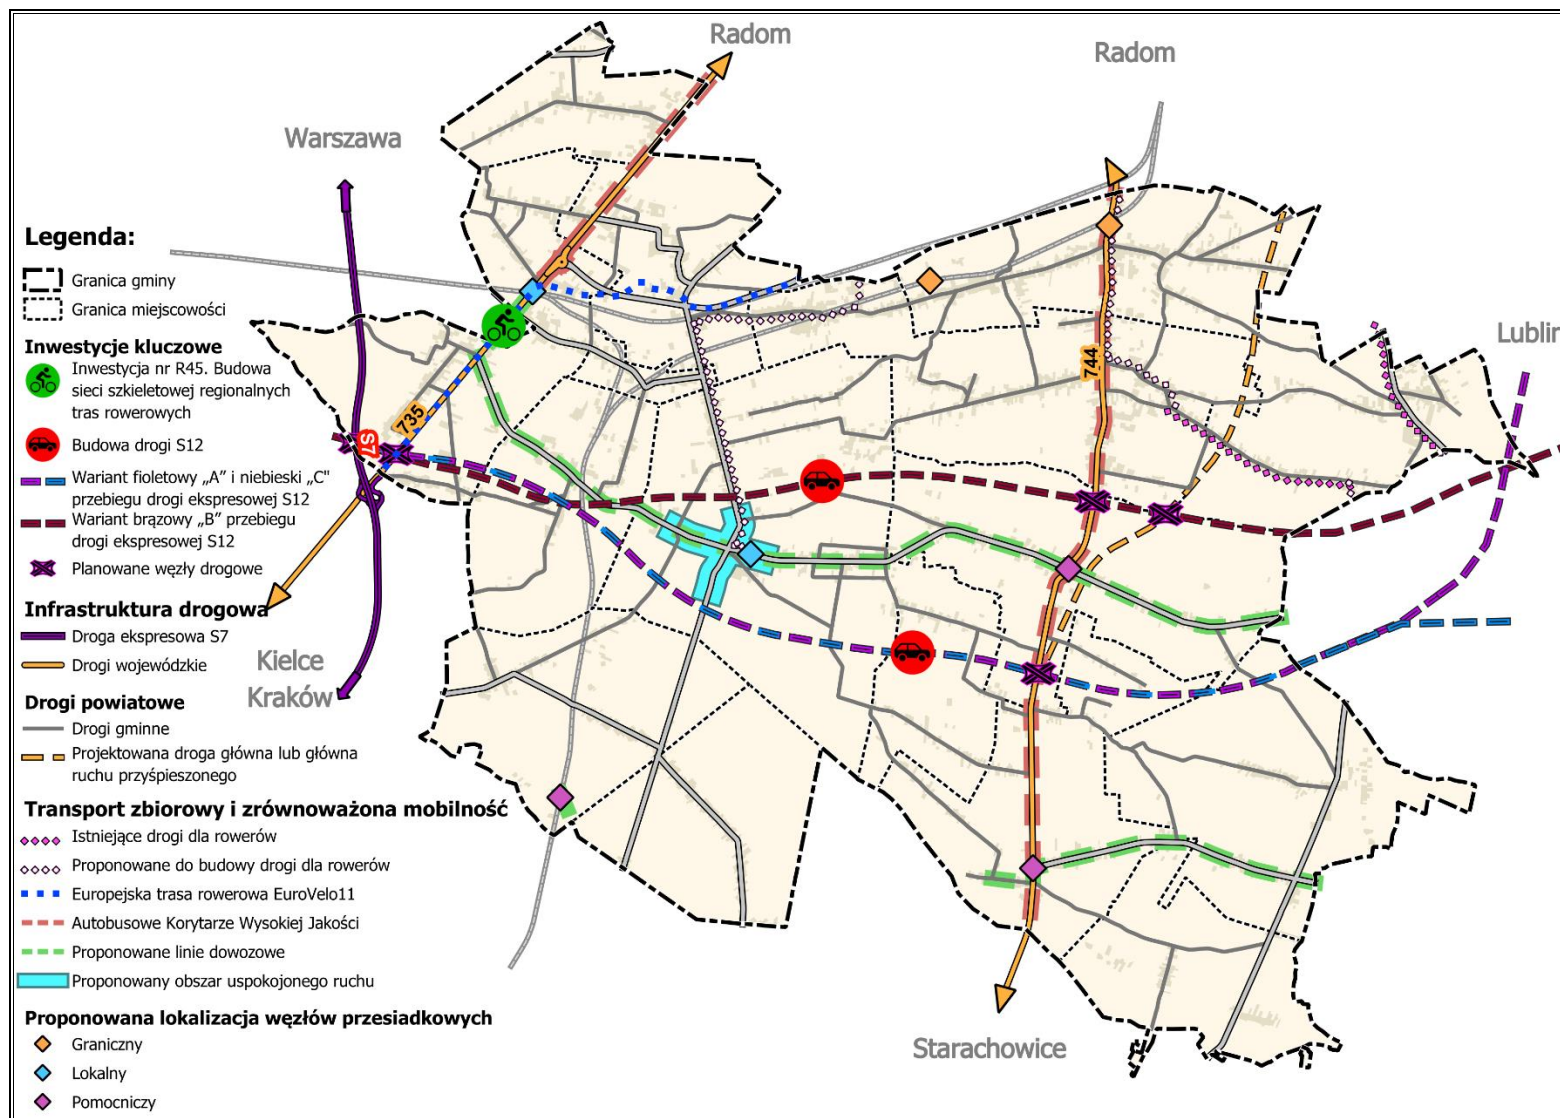 Radom
Radom
Warszawa
Lublin
Legenda:
Granica gminy
Granica miejscowości
Inwestycje kluczowe
Inwestycja nr R45. Budowa
sieci szkieletowej regionalnych
tras rowerowych
Budowa drogi S12
Wariant fioletowy „A” i niebieski „C"
przebiegu drogi ekspresowej S12
Wariant brązowy „B” przebiegu
drogi ekspresowej S12
Planowane węzły drogowe
Infrastruktura drogowa
Droga ekspresowa S7
Drogi wojewódzkie
Drogi powiatowe
Drogi gminne
Projektowana droga główna lub główna
ruchu przyśpieszonego
Transport zbiorowy i zrównoważona mobilność
Istniejące drogi dla rowerów
Proponowane do budowy drogi dla rowerów
Europejska trasa rowerowa EuroVelo11
Autobusowe Korytarze Wysokiej Jakości
Proponowane linie dowozowe
Proponowany obszar uspokojonego ruchu
Proponowana lokalizacja węzłów przesiadkowych
Graniczny
Lokalny
Pomocniczy
735
S7
744
Kielce
Kraków
Starachowice